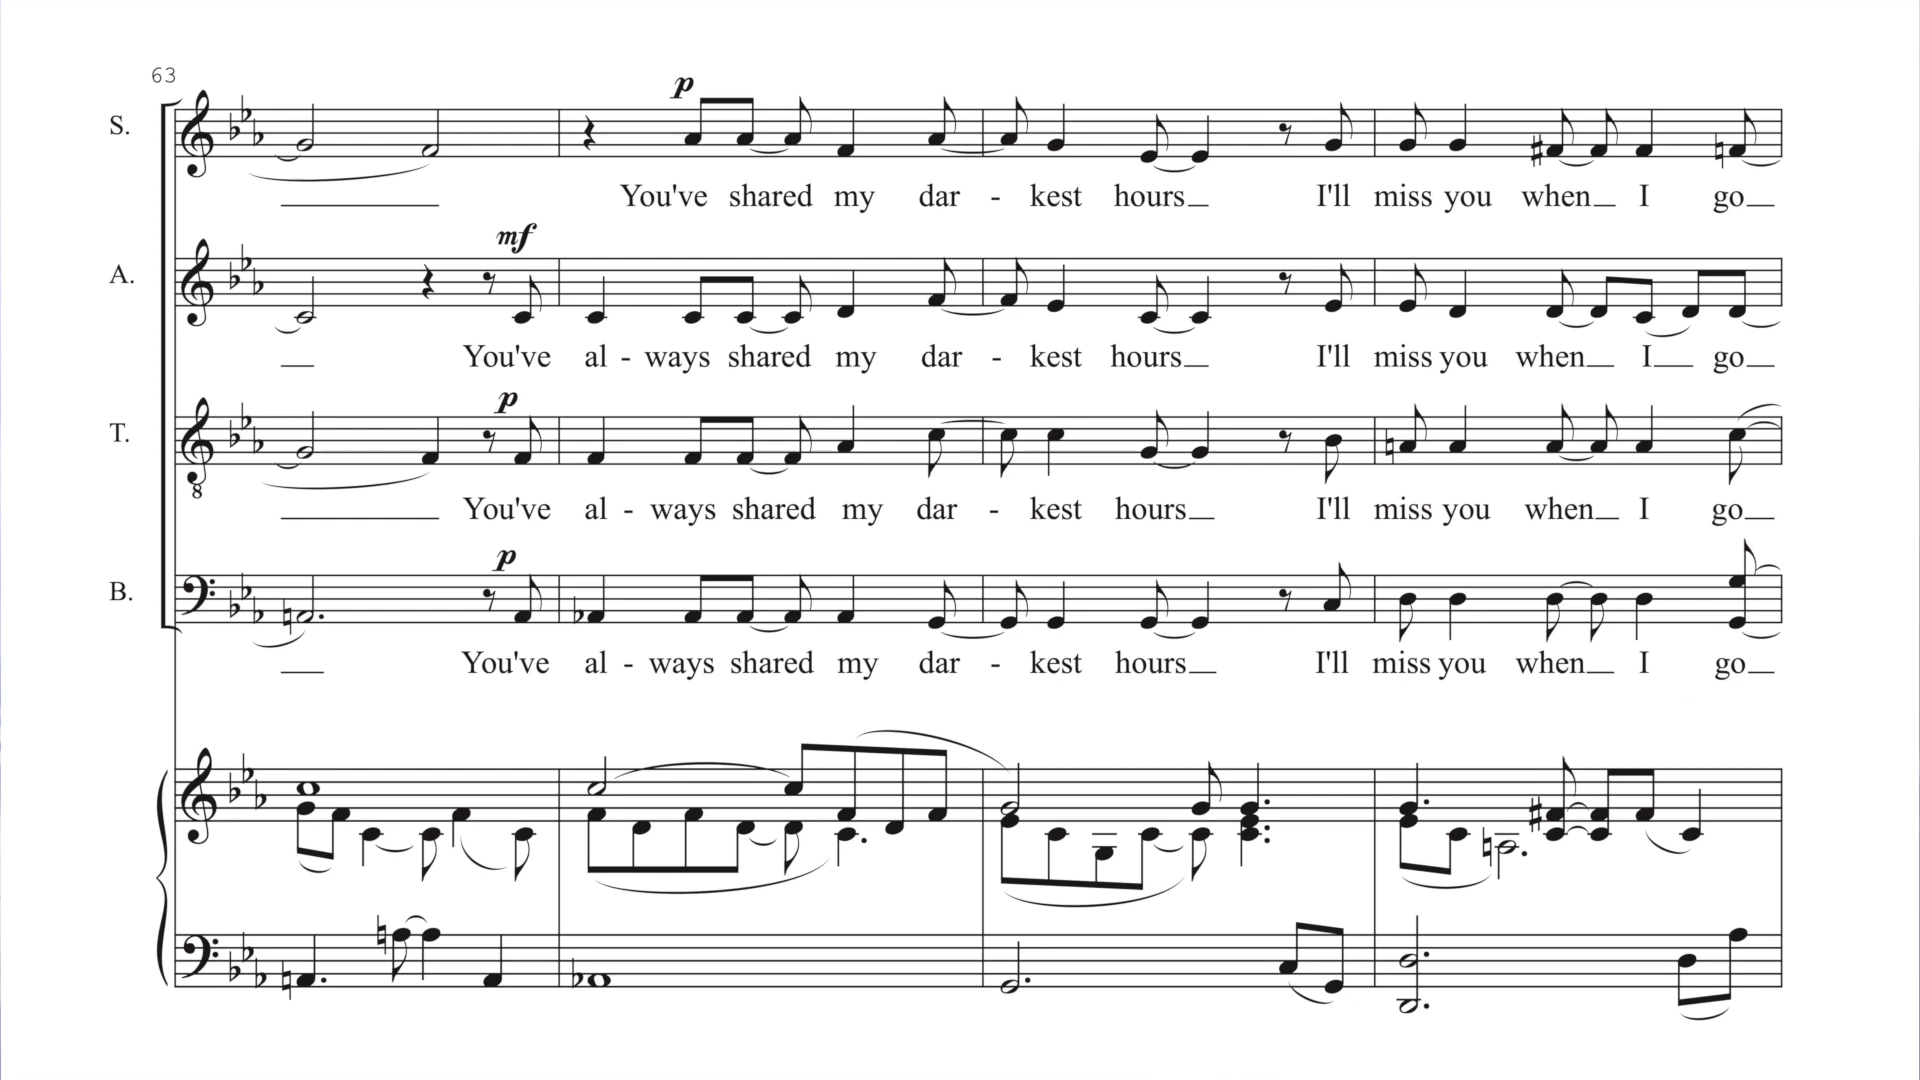 63
p
S.
You've shared my dar - kest hours I'll miss you when I go
mf
A.
You've al - ways shared my dar - kest hours I'll miss you when I go
p
T.
8
You've al - ways shared my dar - kest hours I'll miss you when I go
p
B.
You've al - ways shared my dar - kest hours I'll miss you when I go